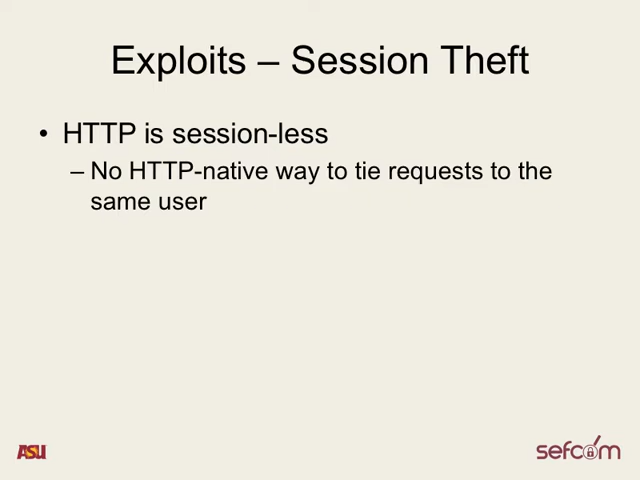 Exploits – Session Theft
• HTTP is session-less
– No HTTP-native way to tie requests to the
same user
ASU
sefcom